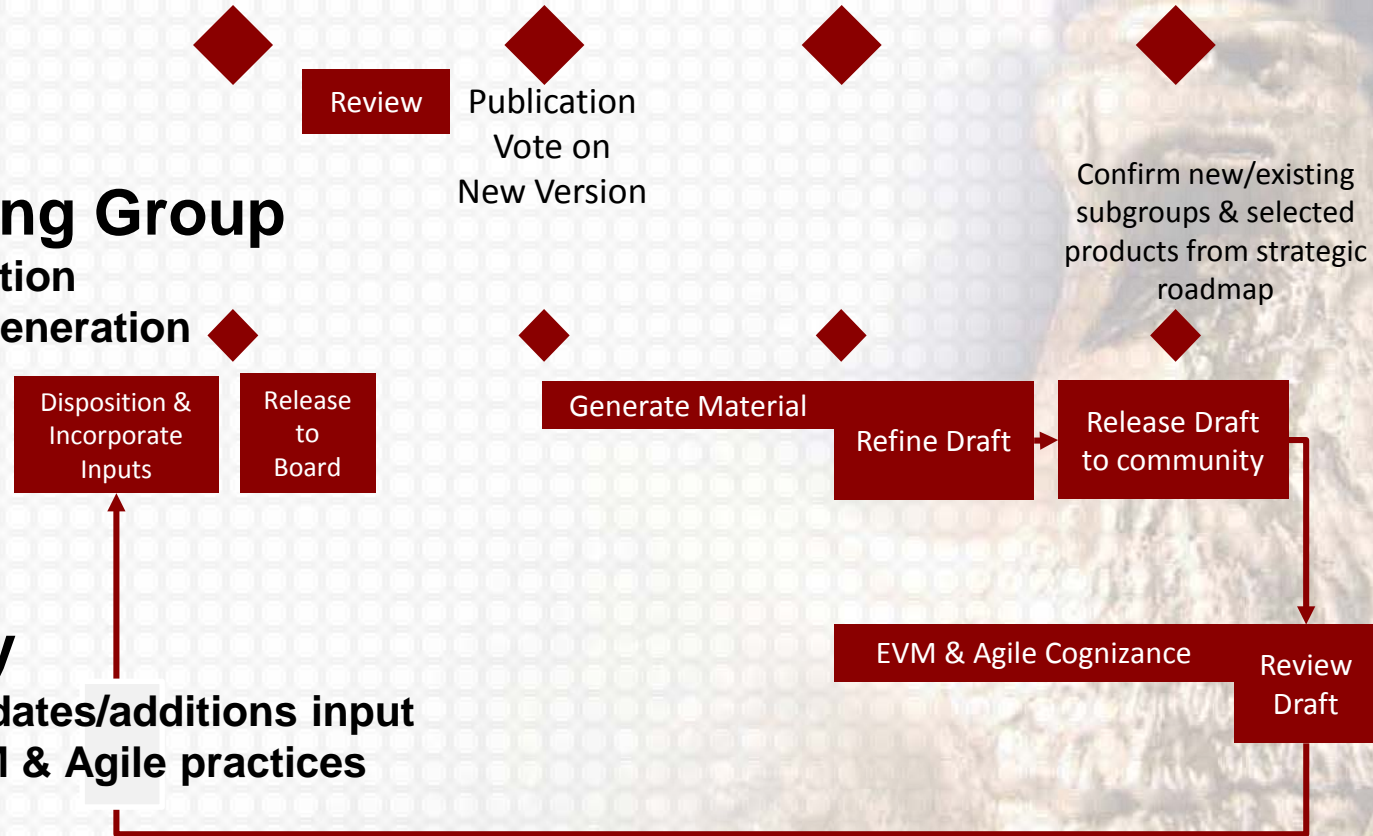 Review
Publication
Vote on
New Version
Confirm new/existing
subgroups & selected
products from strategic
roadmap
ng Group
tion
eneration
Disposition &
Incorporate
Inputs
Release
to
Board
Generate Material
Refine Draft
Release Draft
to community
EVM & Agile Cognizance
Review
Draft
y
dates/additions input
M & Agile practices